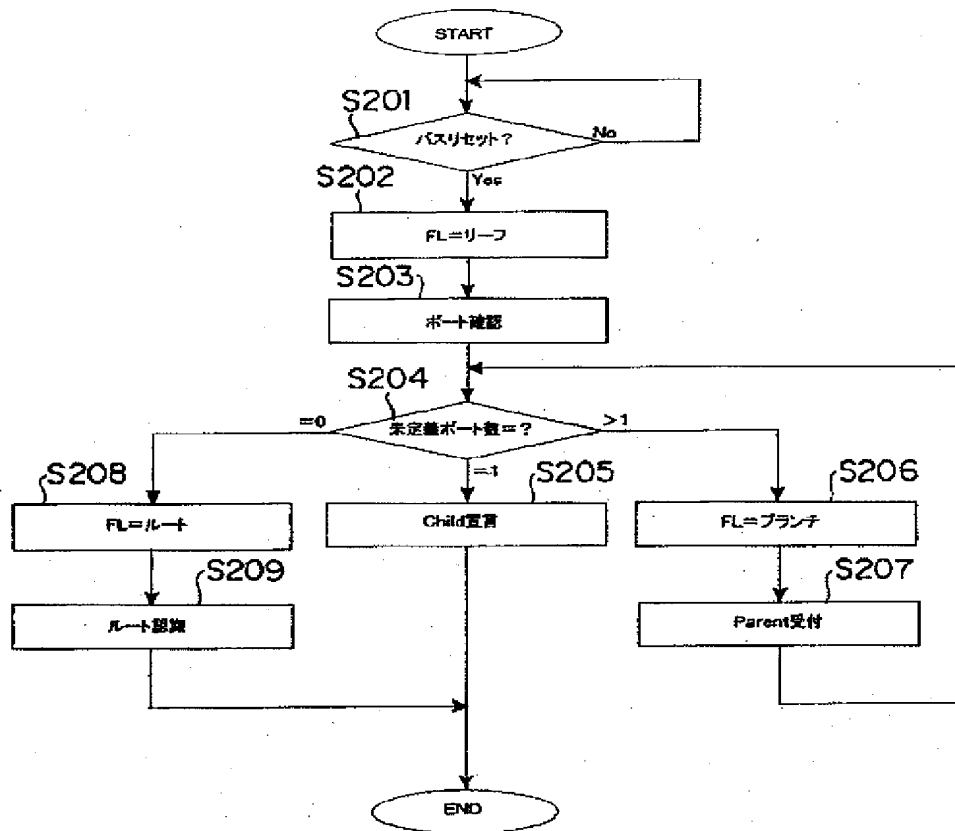 START
S201
バスリセット?
No
Yes
S202
FL=リーフ
S203
ポート確認
S204
未定義ポート数=?
=0
=1
>1
S208
FL=ルート
S205
Child宣言
S206
FL=ブランチ
S209
ルート認識
S207
Parent受付
END